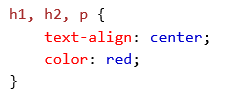 h1, h2, p {
    text-align: center;
    color: red;
}